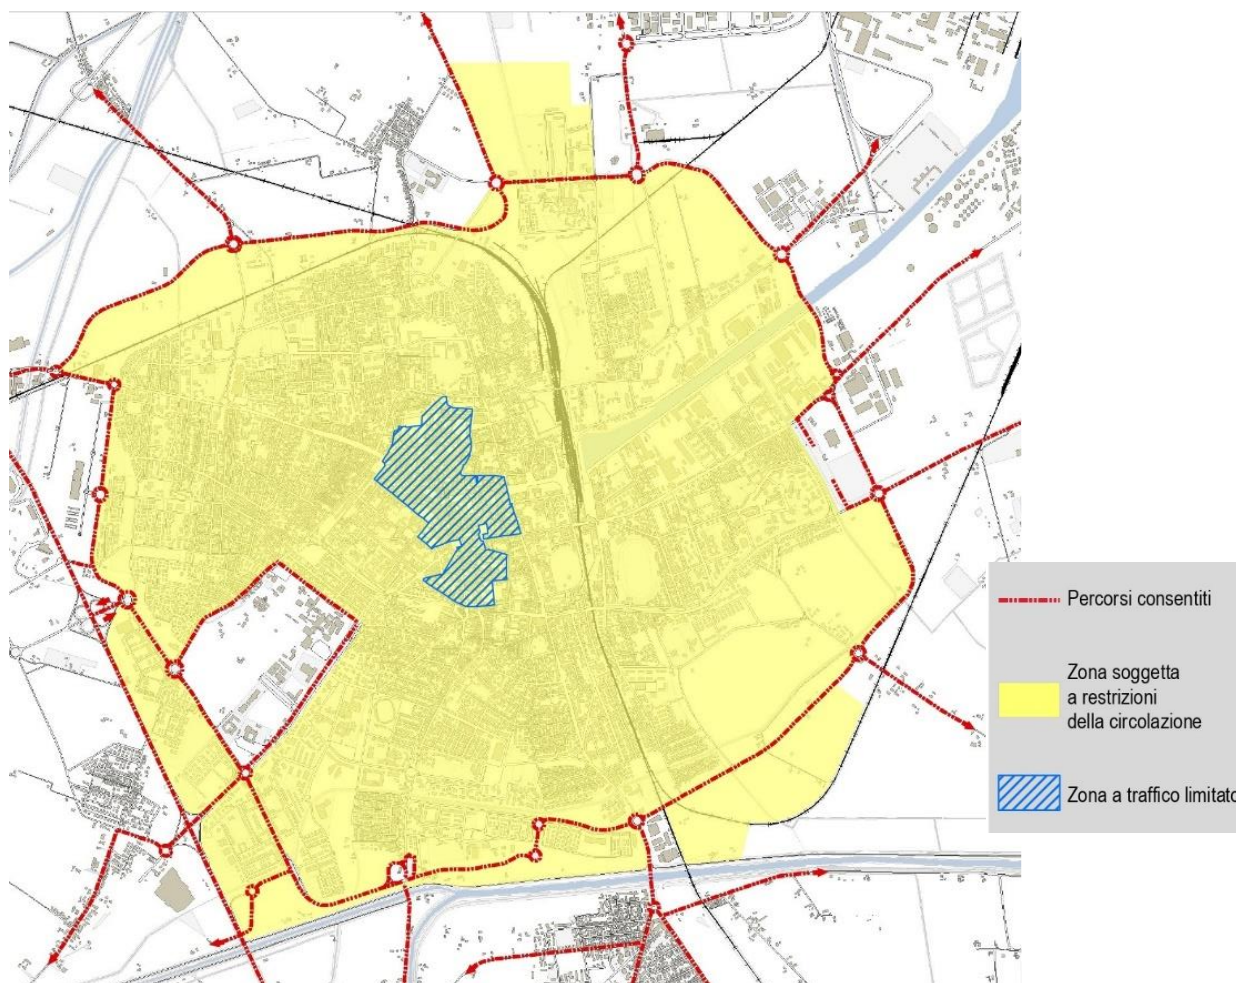 Percorsi consentiti
Zona soggetta
a restrizioni
della circolazione
Zona a traffico limitato